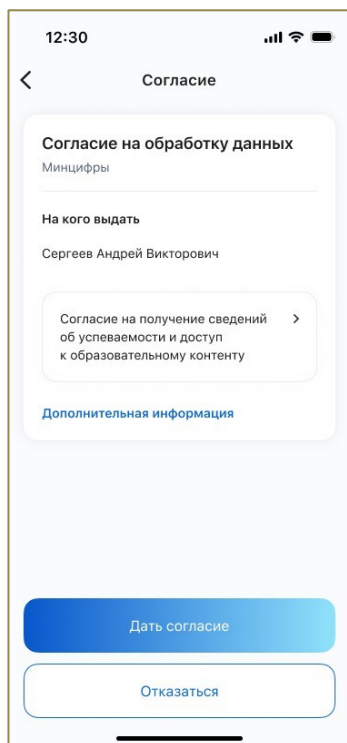 12:30
Согласие
Согласие на обработку данных
Минцифры
На кого выдать
Сергеев Андрей Викторович
Согласие на получение сведений
об успеваемости и доступ
к образовательному контенту
Дополнительная информация
Дать согласие
Отказаться